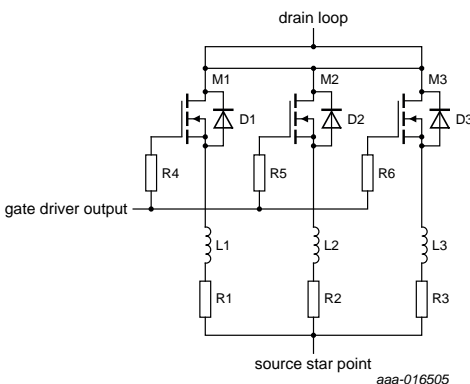 drain loop
M1
M2
M3
D1
D2
D3
R4
R5
R6
gate driver output
L1
L2
L3
R1
R2
R3
source star point
aaa-016505